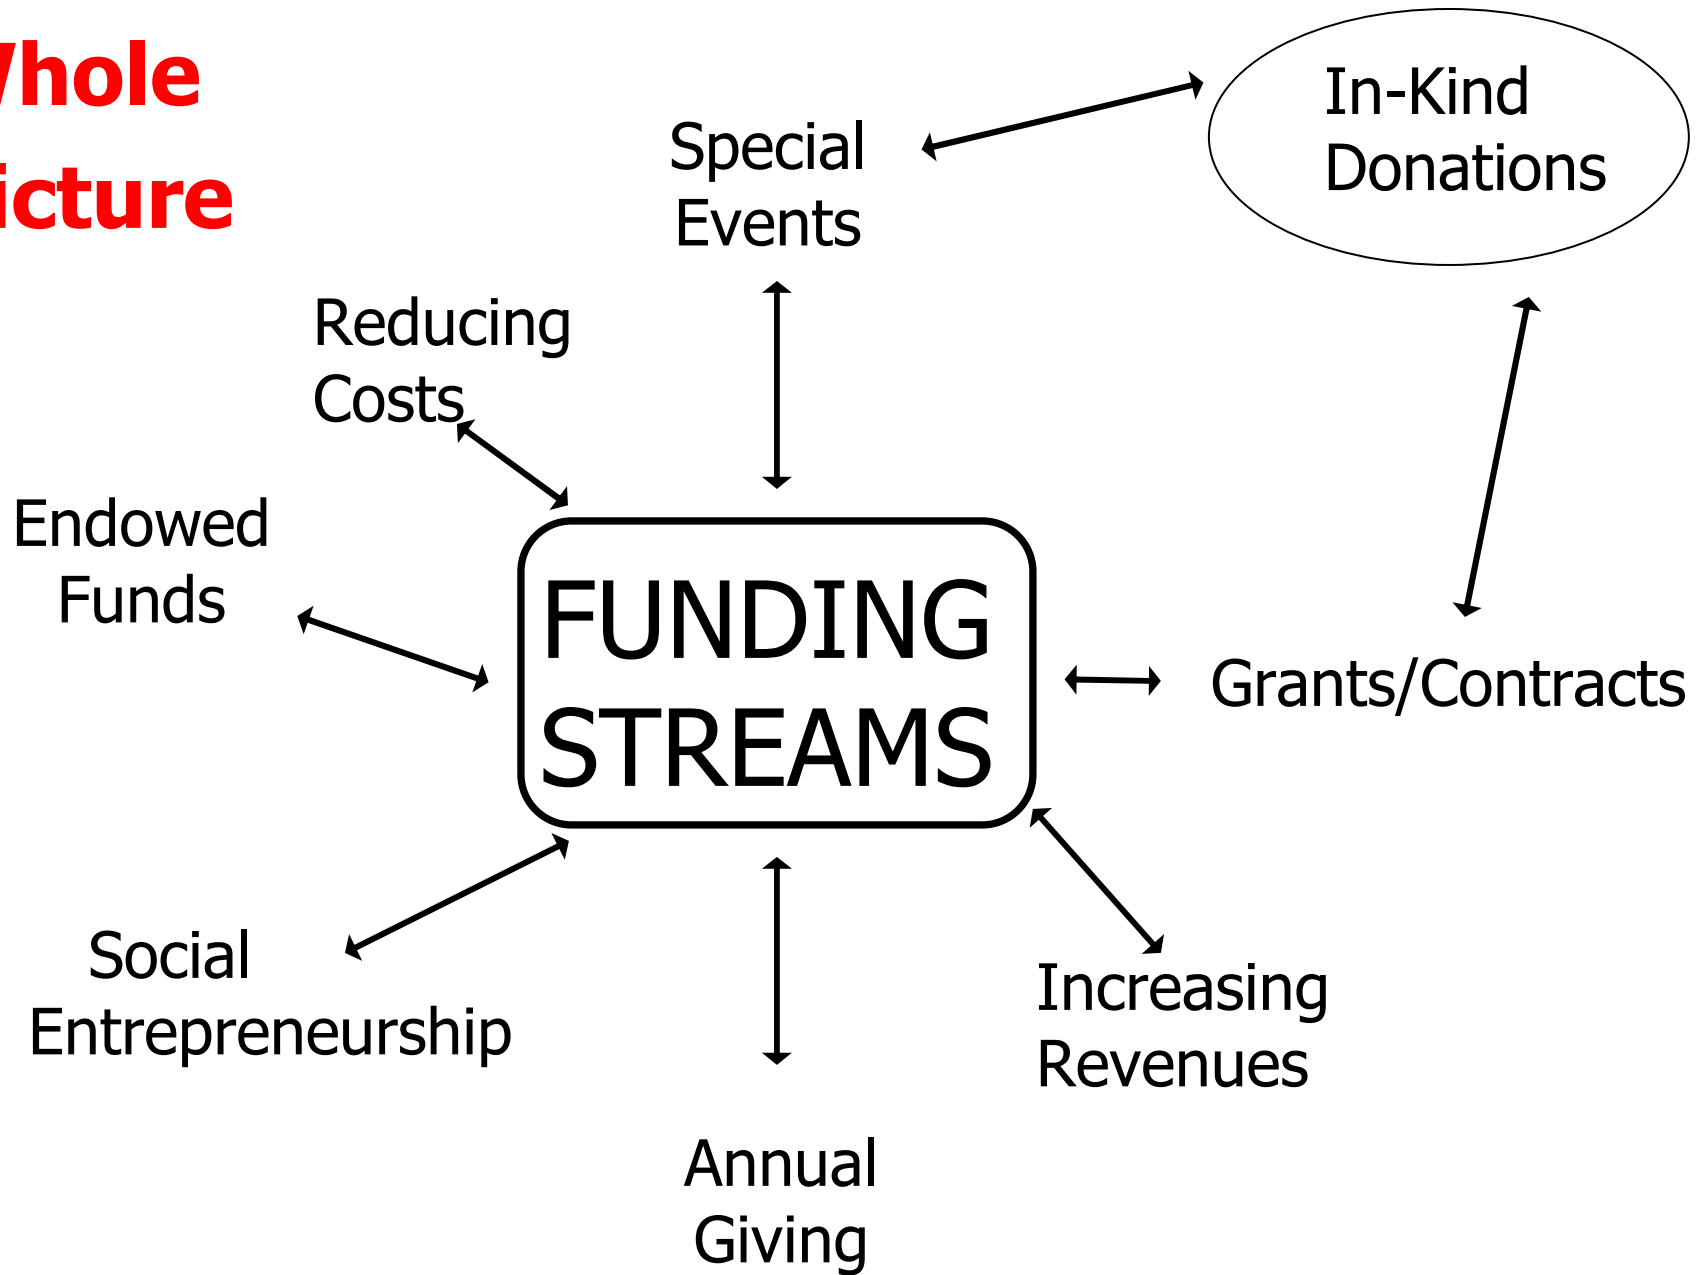 Whole
icture
In-Kind
Donations
Special
Events
Reducing
Costs
Endowed
Funds
FUNDING
STREAMS
Grants/Contracts
Social
Entrepreneurship
Increasing
Revenues
Annual
Giving